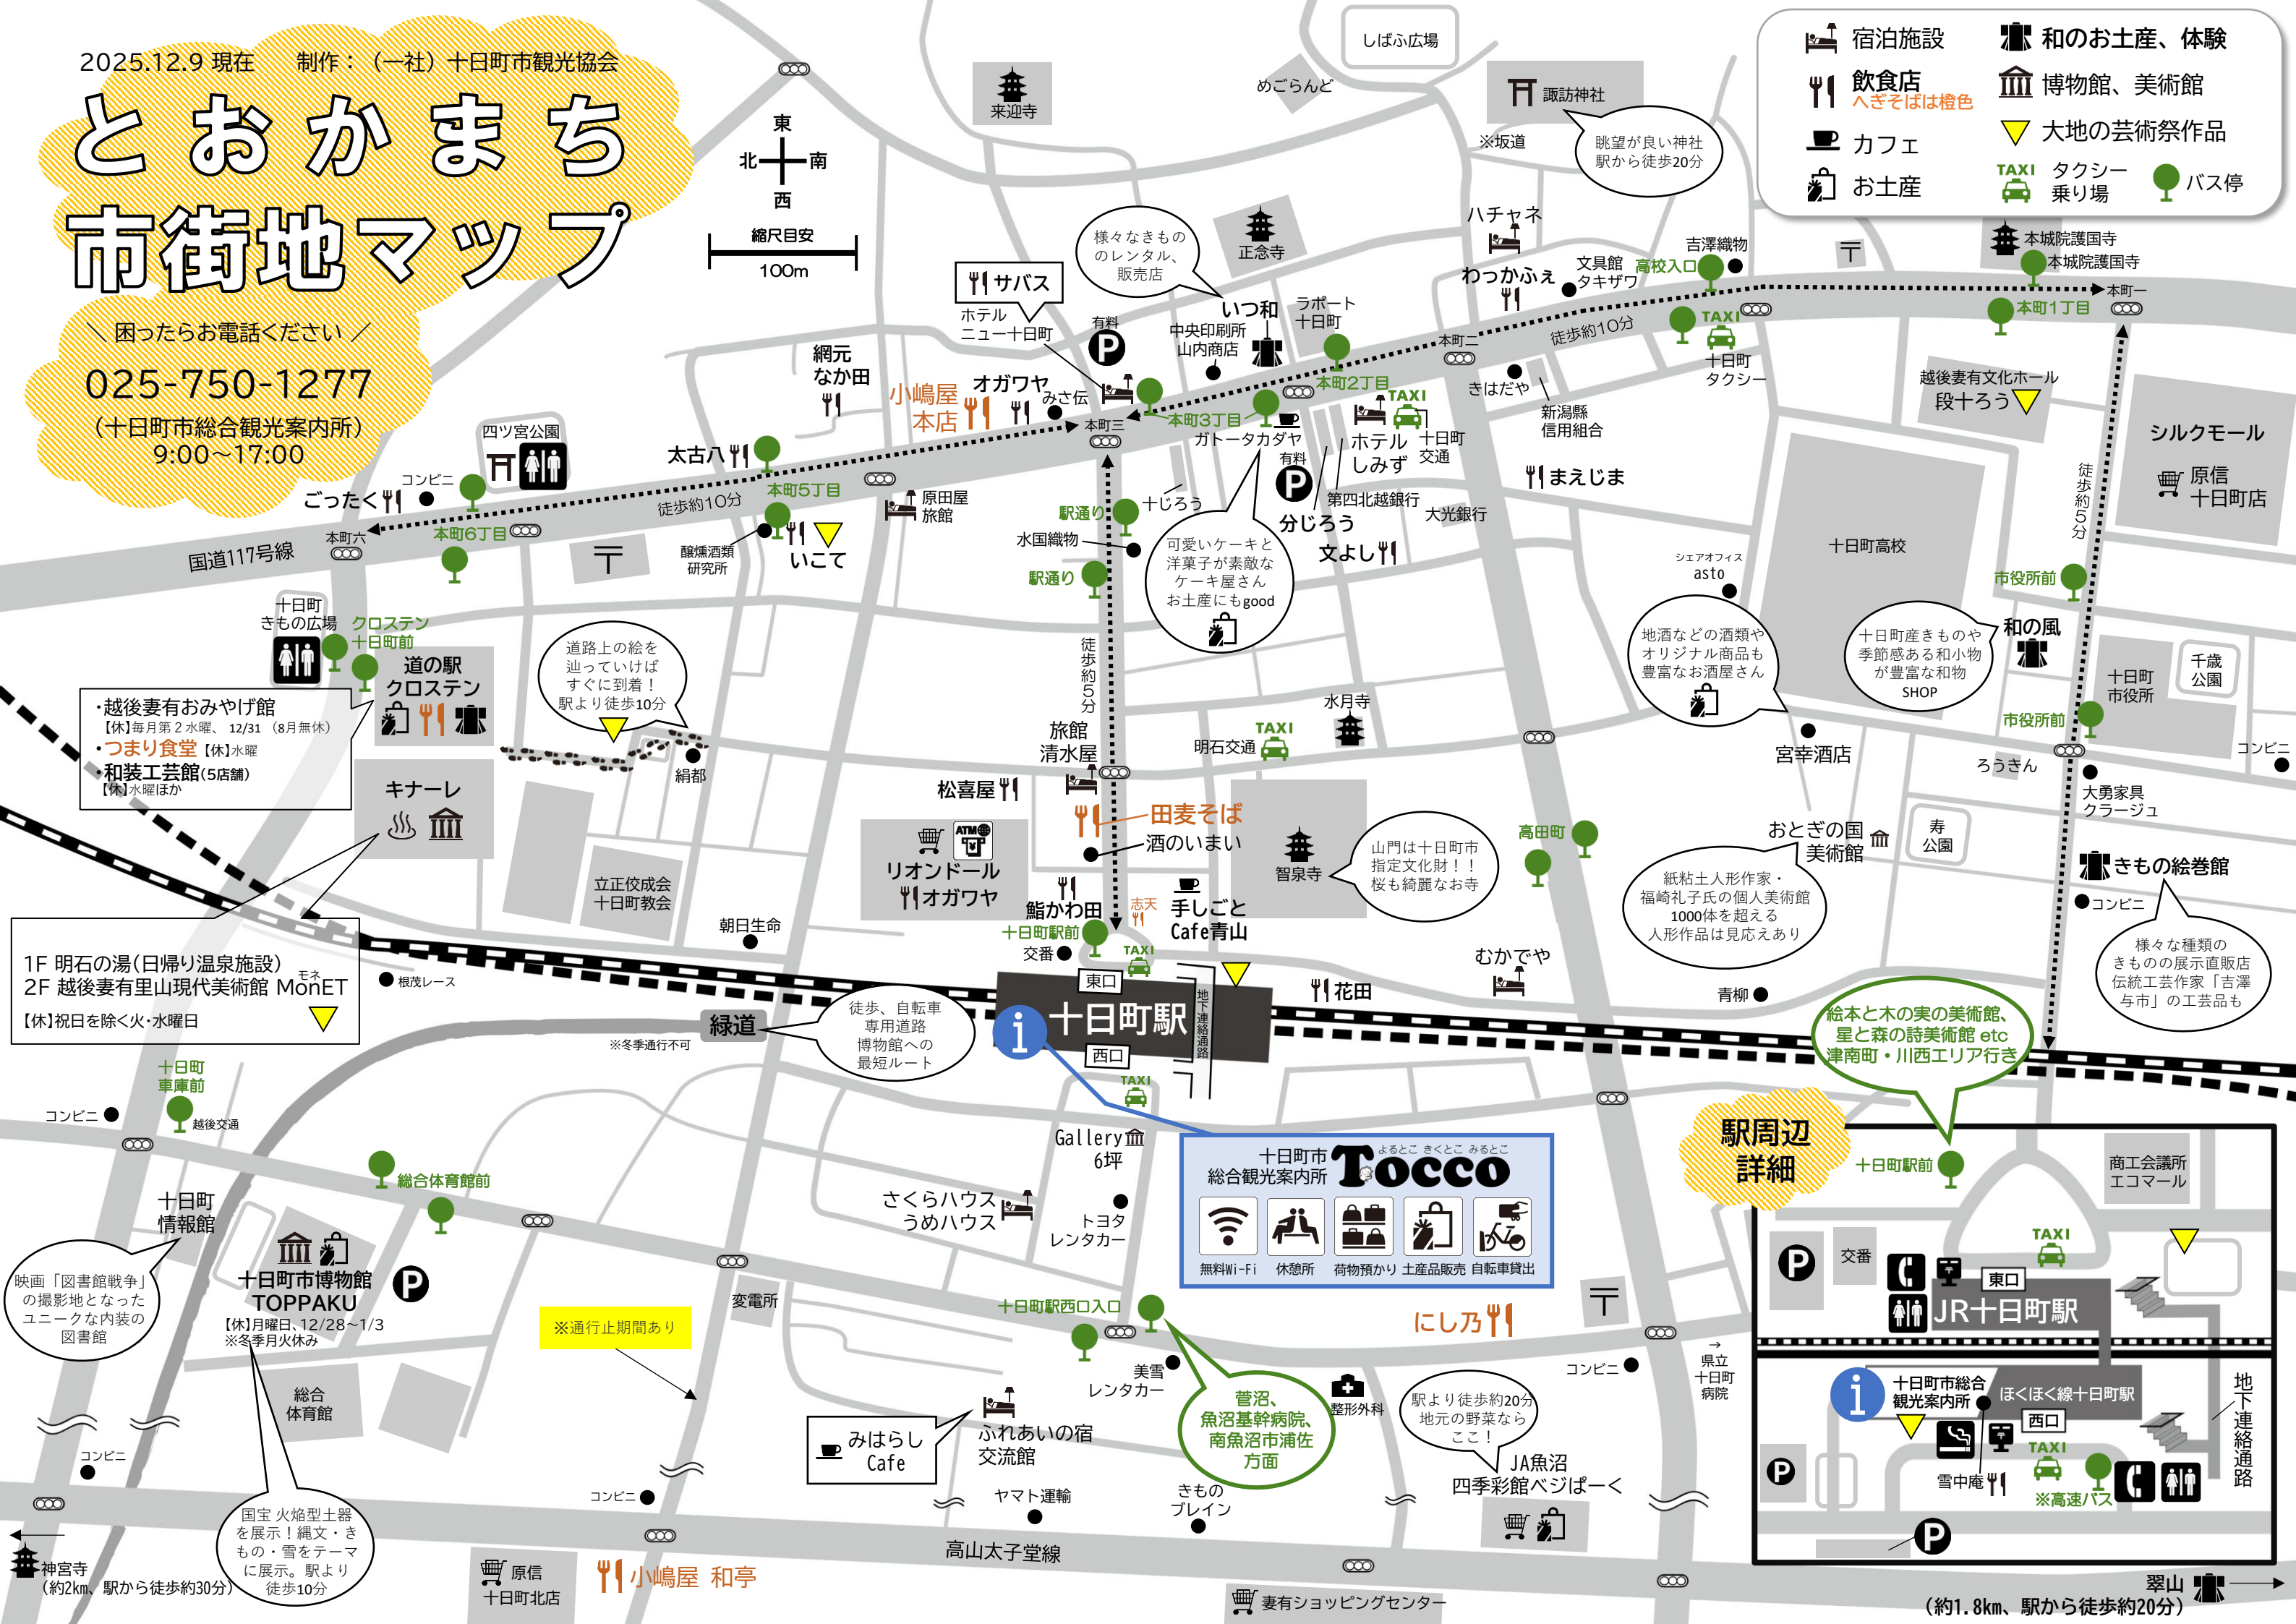 2025.12.9 現在　制作：（一社）十日町市観光協会
とおかまち
市街地マップ
＼ 困ったらお電話ください ／
025-750-1277
（十日町市総合観光案内所）
9:00～17:00
東
北
南
西
縮尺目安
100m
宿泊施設
飲食店
へぎそばは橙色
カフェ
お土産
和のお土産、体験
博物館、美術館
大地の芸術祭作品
TAXI
タクシー
乗り場
バス停
来迎寺
しばふ広場
めごらんど
諏訪神社
※坂道
眺望が良い神社
駅から徒歩20分
様々なきもの
のレンタル、
販売店
正念寺
ハチャネ
わっかふぇ
文具館
タキザワ
高校入口
吉澤織物
本城院護国寺
本城院護国寺
本町一
本町1丁目
サバス
ホテル
ニュー十日町
有料
P
いつ和
中央印刷所
山内商店
ラポート
十日町
本町二
徒歩約10分
TAXI
十日町
タクシー
網元
なか田
小嶋屋
本店
オガワヤ
みさ伝
本町三
本町3丁目
本町2丁目
ガトータカダヤ
TAXI
ホテル
しみず
十日町
交通
きはだや
新潟縣
信用組合
越後妻有文化ホール
段十ろう
シルクモール
原信
十日町店
徒歩約5分
四ツ宮公園
コンビニ
ごったく
太古八
徒歩約10分
本町5丁目
原田屋
旅館
本町六
本町6丁目
国道117号線
醸燻酒類
研究所
いこて
駅通り
水国織物
駅通り
十じろう
有料
P
第四北越銀行
分じろう
文よし
大光銀行
まえじま
可愛いケーキと
洋菓子が素敵な
ケーキ屋さん
お土産にもgood
シェアオフィス
asto
十日町高校
市役所前
地酒などの酒類や
オリジナル商品も
豊富なお酒屋さん
十日町産きものや
季節感ある和小物
が豊富な和物
SHOP
和の風
十日町
市役所
千歳
公園
市役所前
コンビニ
ろうきん
大勇家具
クラージュ
宮幸酒店
十日町
きもの広場
クロステン
十日町前
道の駅
クロステン
・越後妻有おみやげ館
【休】毎月第２水曜、12/31 （8月無休）
・つまり食堂【休】水曜
・和装工芸館（5店舗）
【休】水曜ほか
道路上の絵を
辿っていけば
すぐに到着！
駅より徒歩10分
絹都
キナーレ
立正佼成会
十日町教会
朝日生命
徒歩約5分
旅館
清水屋
松喜屋
田麦そば
酒のいまい
ATM
リオンドール
オガワヤ
鮨かわ田
志天
手しごと
Cafe青山
十日町駅前
交番
TAXI
明石交通
TAXI
水月寺
智泉寺
山門は十日町市
指定文化財！！
桜も綺麗なお寺
高田町
おとぎの国
美術館
寿
公園
紙粘土人形作家・
福崎礼子氏の個人美術館
1000体を超える
人形作品は見応えあり
きもの絵巻館
コンビニ
様々な種類の
きものの展示直販店
伝統工芸作家「吉澤
与市」の工芸品も
むかでや
花田
青柳
1F 明石の湯（日帰り温泉施設）
2F 越後妻有里山現代美術館 MonET
モネ
【休】祝日を除く火・水曜日
根茂レース
緑道
※冬季通行不可
徒歩、自転車
専用道路
博物館への
最短ルート
東口
十日町駅
西口
地下連絡通路
TAXI
絵本と木の実の美術館、
星と森の詩美術館 etc
津南町・川西エリア行き
十日町
車庫前
コンビニ
越後交通
総合体育館前
十日町
情報館
映画「図書館戦争」
の撮影地となった
ユニークな内装の
図書館
十日町市博物館
TOPPAKU
【休】月曜日、12/28～1/3
※冬季月火休み
P
総合
体育館
国宝 火焔型土器
を展示！縄文・き
もの・雪をテーマ
に展示。駅より
徒歩10分
※通行止期間あり
変電所
Gallery
6坪
さくらハウス
うめハウス
トヨタ
レンタカー
十日町市
総合観光案内所
よるとこ きくとこ みるとこ
Tocco
無料Wi-Fi
休憩所
荷物預かり
土産品販売
自転車貸出
十日町駅西口入口
美雪
レンタカー
にし乃
菅沼、
魚沼基幹病院、
南魚沼市浦佐
方面
整形外科
駅より徒歩約20分
地元の野菜なら
ここ！
JA魚沼
四季彩館ベジぱーく
コンビニ
→
県立
十日町
病院
みはらし
Cafe
ふれあいの宿
交流館
ヤマト運輸
きもの
ブレイン
コンビニ
コンビニ
神宮寺
（約2km、駅から徒歩約30分）
原信
十日町北店
小嶋屋 和亭
高山太子堂線
妻有ショッピングセンター
駅周辺
詳細
十日町駅前
商工会議所
エコマール
P
交番
TAXI
東口
JR十日町駅
十日町市総合
観光案内所
ほくほく線十日町駅
西口
TAXI
雪中庵
※高速バス
P
P
地下連絡通路
翠山
（約1.8km、駅から徒歩約20分）